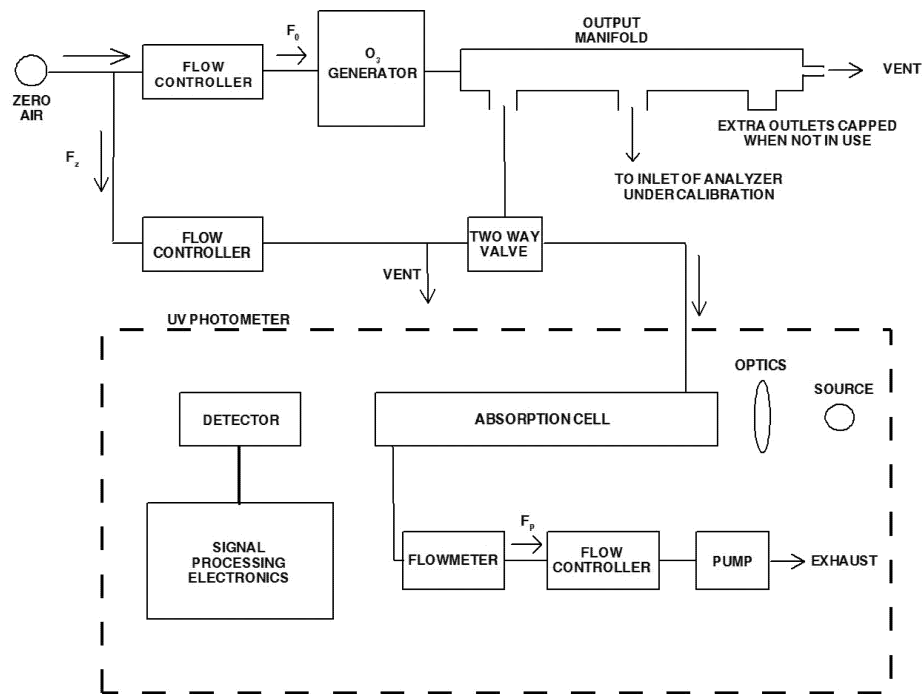 OUTPUT
MANIFOLD
F0
FLOW
CONTROLLER
O3
GENERATOR
VENT
ZERO
AIR
EXTRA OUTLETS CAPPED
WHEN NOT IN USE
Fz
TO INLET OF ANALYZER
UNDER CALIBRATION
FLOW
CONTROLLER
TWO WAY
VALVE
VENT
UV PHOTOMETER
OPTICS
SOURCE
DETECTOR
ABSORPTION CELL
Fp
SIGNAL
PROCESSING
ELECTRONICS
FLOWMETER
FLOW
CONTROLLER
PUMP
EXHAUST